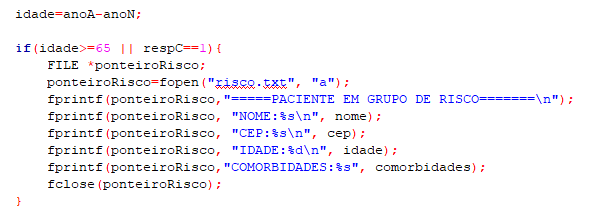 idade=anoA-anoN;
if(idade>=65 || respC==1){
FILE *ponteiroRisco;
ponteiroRisco=fopen("risco.txt", "a");
fprintf(ponteiroRisco,"=====PACIENTE EM GRUPO DE RISCO=======\n");
fprintf(ponteiroRisco, "NOME:%s\n", nome);
fprintf(ponteiroRisco, "CEP:%s\n", cep);
fprintf(ponteiroRisco, "IDADE:%d\n", idade);
fprintf(ponteiroRisco,"COMORBIDADES:%s", comorbidades);
fclose(ponteiroRisco);
}